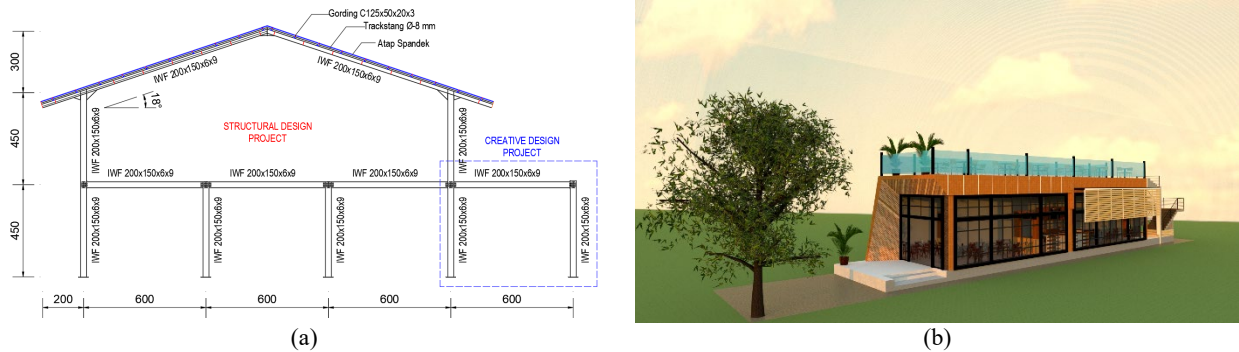 Gording C125x50x20x3
Trackstang Ø-8 mm
Atap Spandek
IWF 200x150x6x9
IWF 200x150x6x9
300
18°
450
IWF 200x150x6x9
STRUCTURAL DESIGN
PROJECT
IWF 200x150x6x9
CREATIVE DESIGN
PROJECT
IWF 200x150x6x9
IWF 200x150x6x9
IWF 200x150x6x9
IWF 200x150x6x9
450
IWF 200x150x6x9
IWF 200x150x6x9
IWF 200x150x6x9
IWF 200x150x6x9
IWF 200x150x6x9
200
600
600
600
600
(a)
(b)